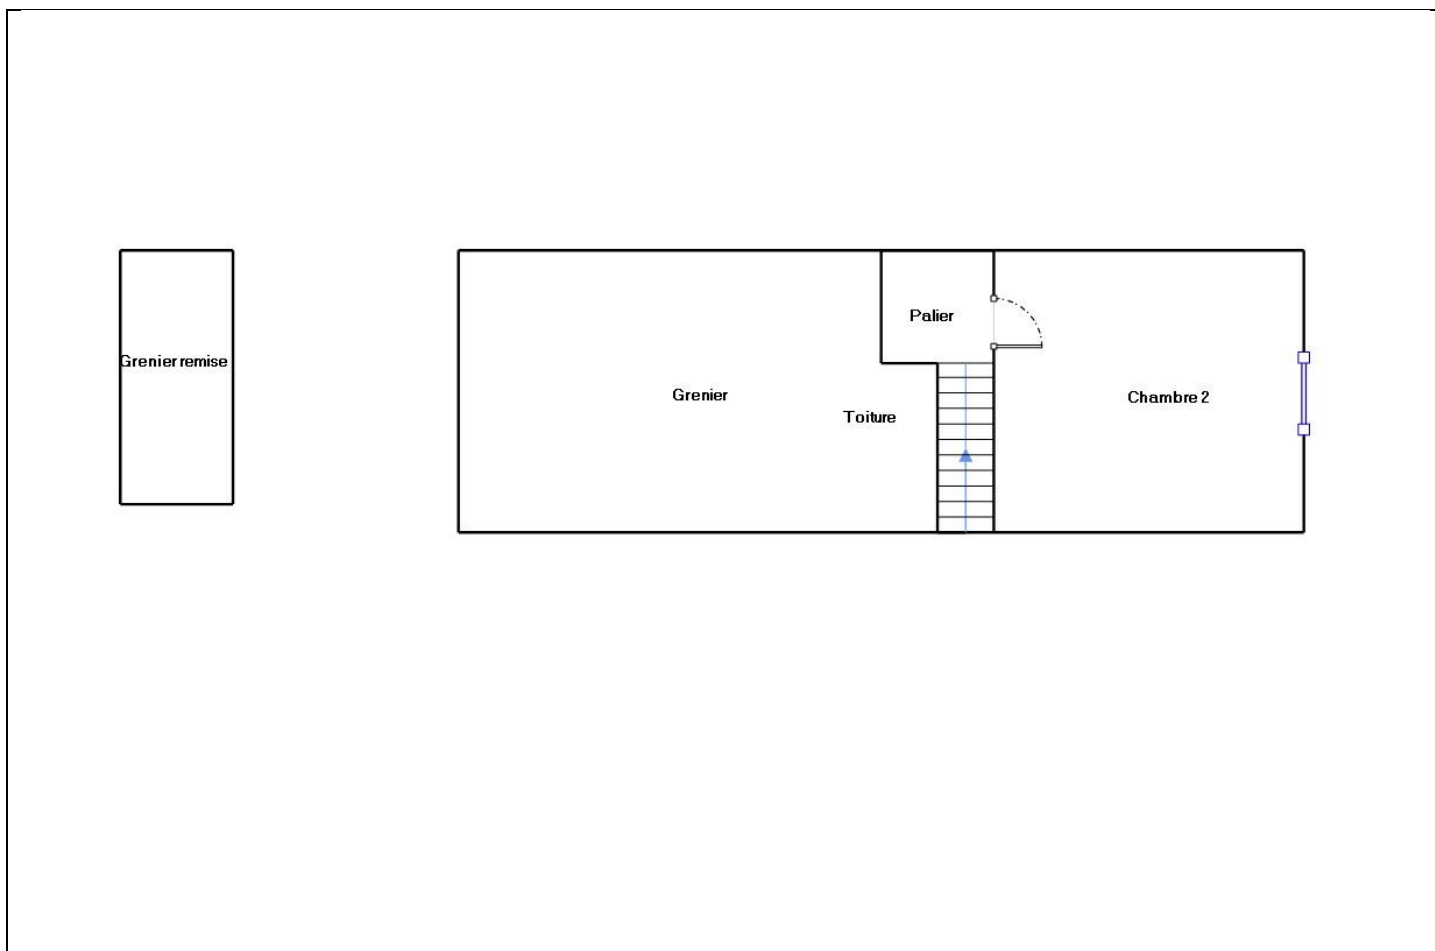 Palier
Grenier remise
Grenier
Chambre 2
Toiture